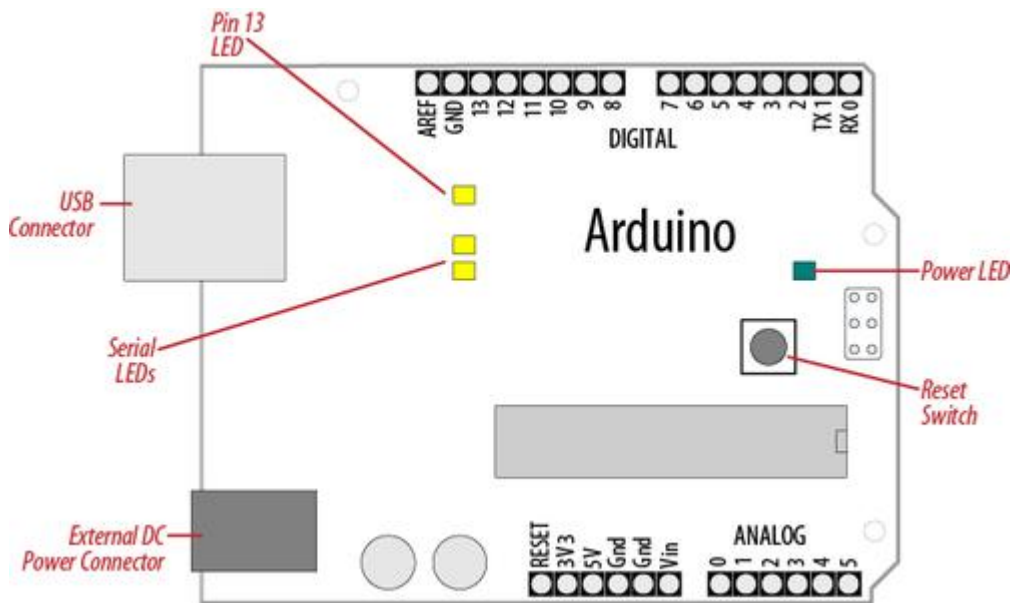 Pin 13
LED
AREF
GND
13
12
11
10
9
8
7
6
5
4
3
2
TX 1
RX 0
DIGITAL
USB
Connector
Arduino
Power LED
Serial
LEDs
Reset
Switch
External DC
Power Connector
RESET
3V3
5V
Gnd
Gnd
Vin
ANALOG
0
1
2
3
4
5